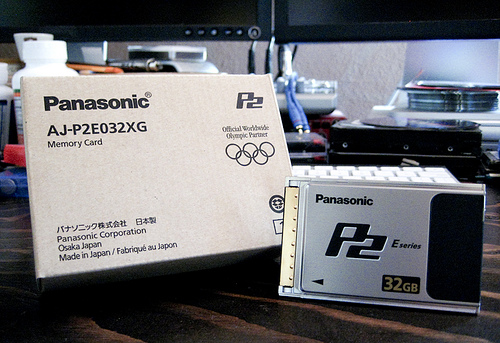 Panasonic®
P2
AJ-P2E032XG
Memory Card
Official Worldwide
Olympic Partner
パナソニック株式会社 日本製
Panasonic Corporation
Osaka Japan
Made in Japan / Fabriqué au Japon
Panasonic
P2 E series
32GB